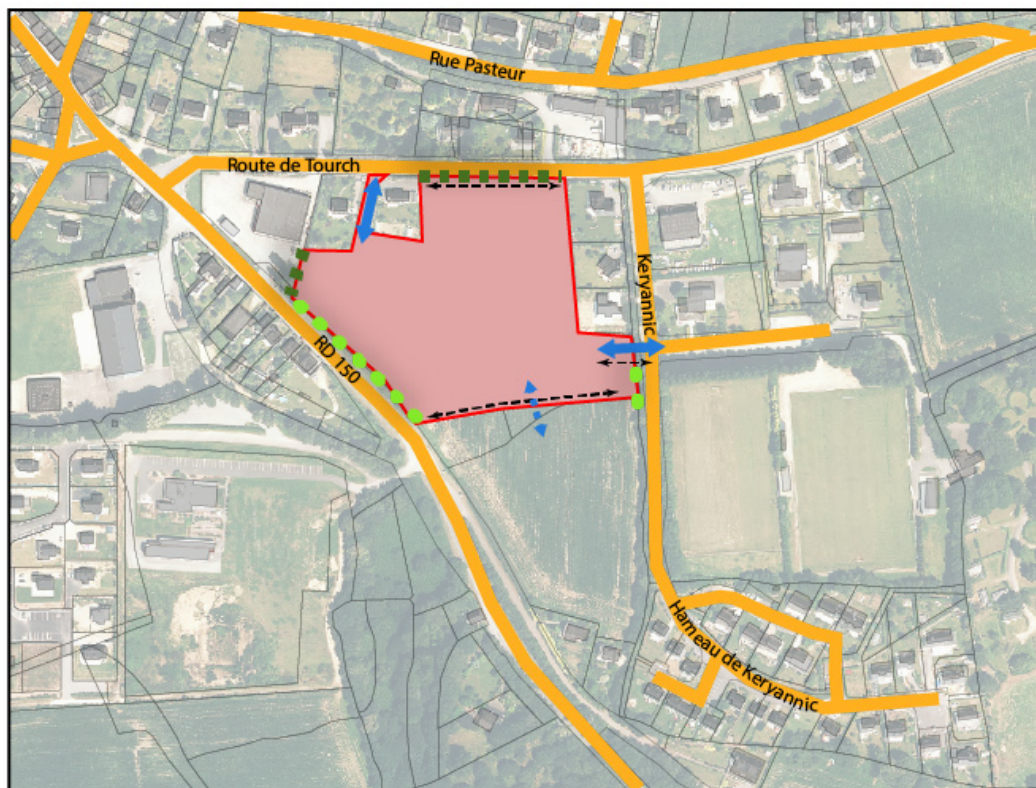 Rue Pasteur
Route de Tourch
Keryannic
RD 150
Hameau de Keryannic